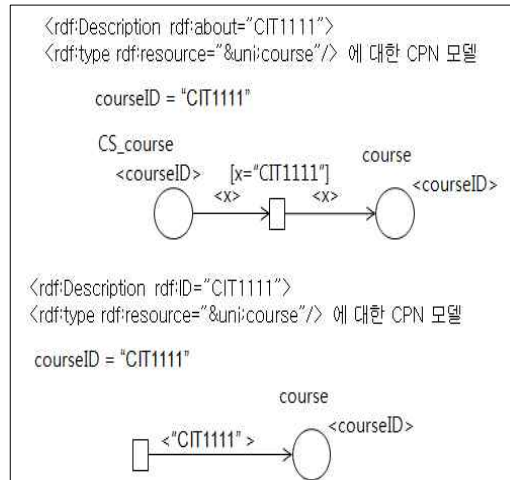 <rdf:Description rdf:about="CIT1111">
<rdf:type rdf:resource="&uni:course"/> 에 대한 CPN 모델
courseID = "CIT1111"
CS_course
<courseID>
[x="CIT1111"]
<x>
<x>
course
<courseID>
<rdf:Description rdf:ID="CIT1111">
<rdf:type rdf:resource="&uni:course"/> 에 대한 CPN 모델
courseID = "CIT1111"
course
<"CIT1111" >
<courseID>